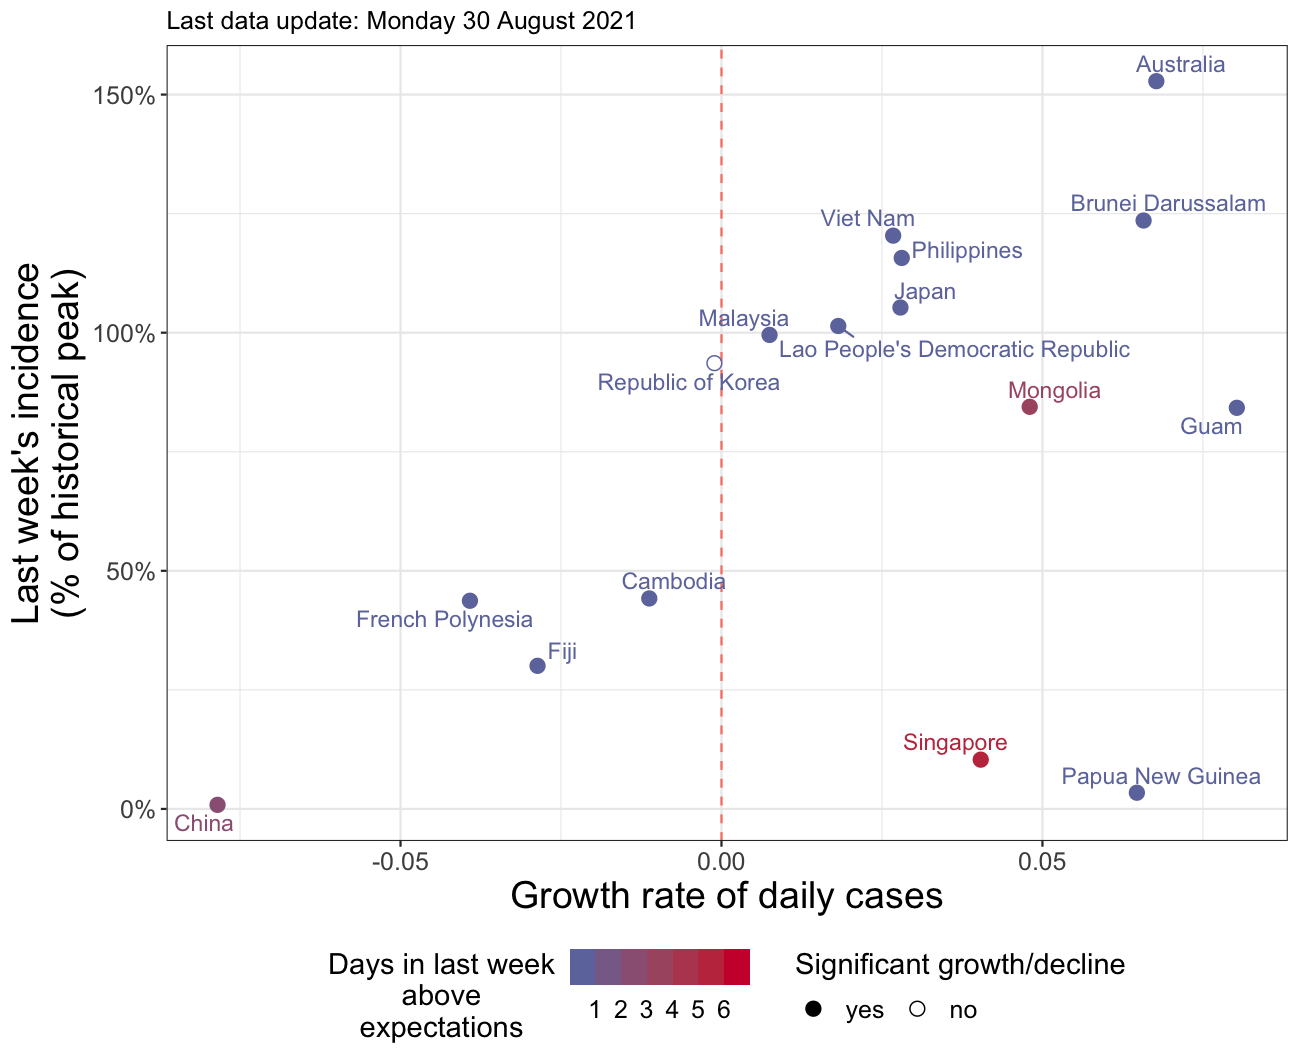 Last data update: Monday 30 August 2021
Australia
150%
Brunei Darussalam
Viet Nam
Philippines
Japan
Malaysia
100%
Lao People's Democratic Republic
Republic of Korea
Mongolia
Guam
Last week's incidence
(% of historical peak)
50%
Cambodia
French Polynesia
Fiji
Singapore
Papua New Guinea
0%
China
-0.05 0.00 0.05
Growth rate of daily cases
Days in last week
above
expectations
1 2 3 4 5 6
Significant growth/decline
yes no